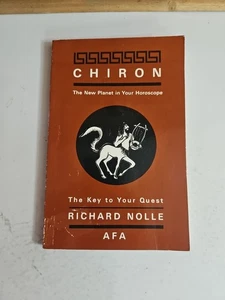 CHIRON
The New Planet in Your Horoscope
The Key to Your Quest
RICHARD NOLLE
AFA